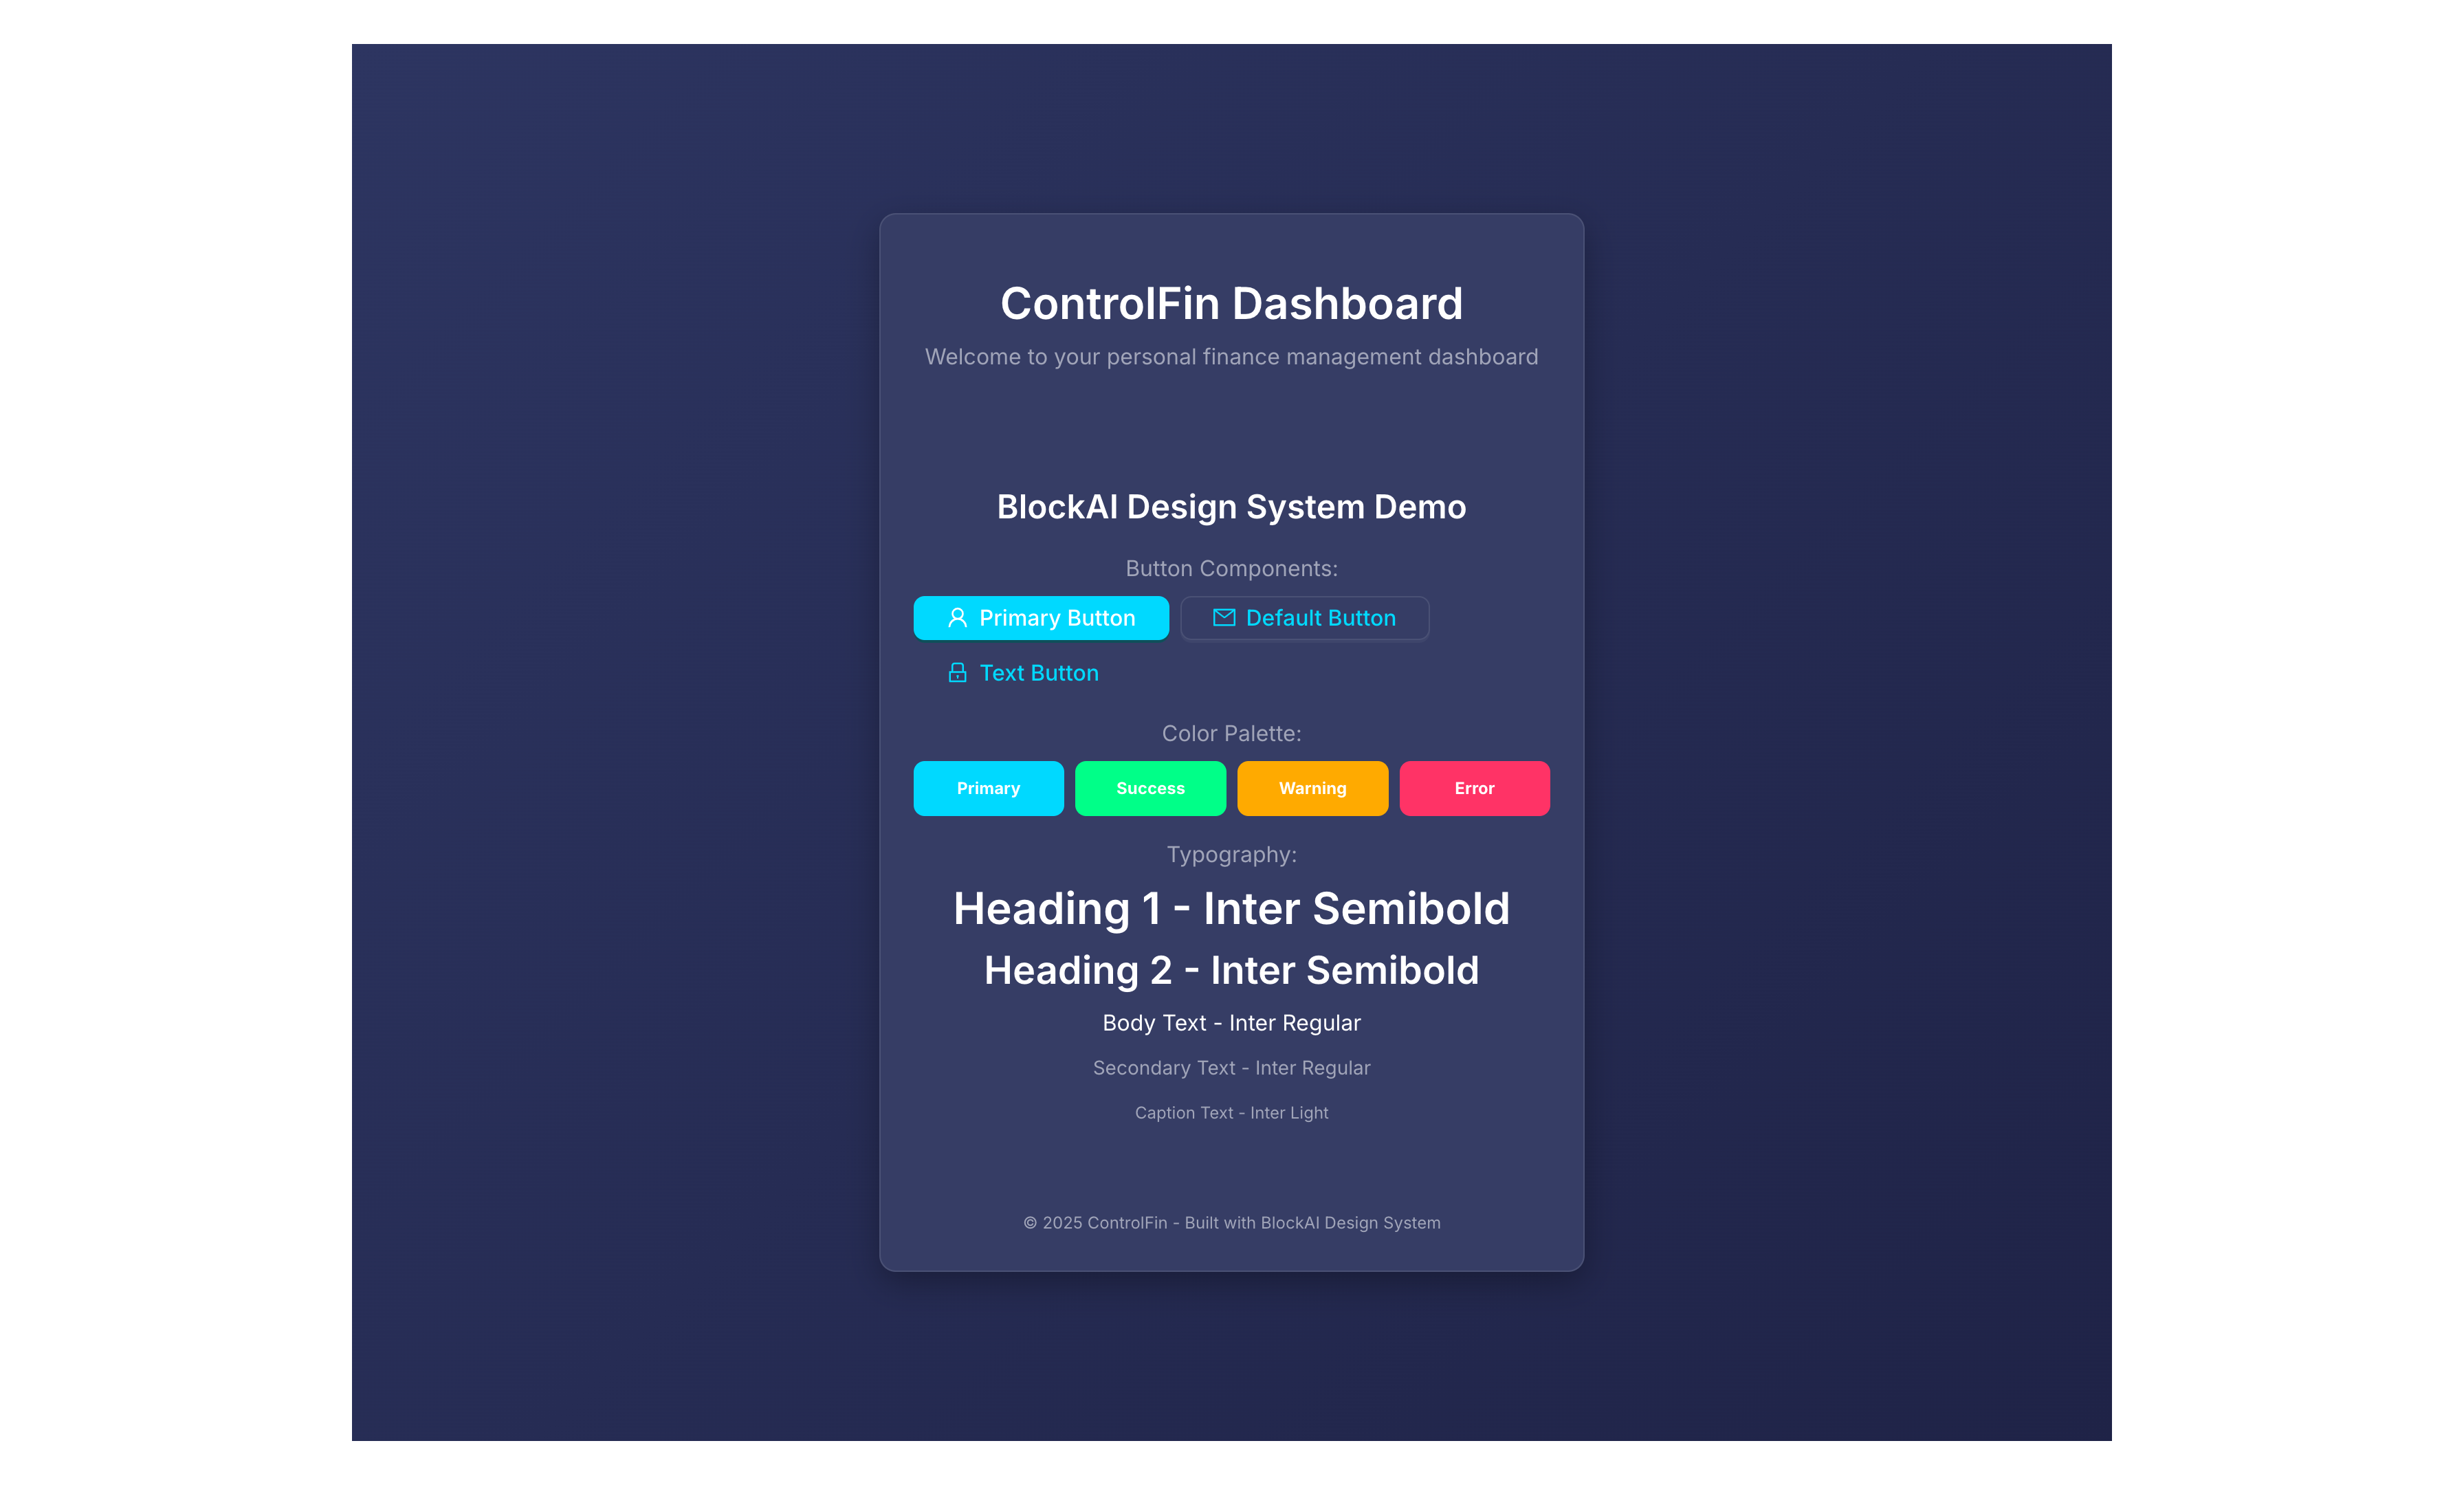 ControlFin Dashboard
Welcome to your personal finance management dashboard
BlockAI Design System Demo
Button Components:
Primary Button Default Button
Text Button
Color Palette:
Primary Success Warning Error
Typography:
Heading 1 - Inter Semibold
Heading 2 - Inter Semibold
Body Text - Inter Regular
Secondary Text - Inter Regular
Caption Text - Inter Light
© 2025 ControlFin - Built with BlockAI Design System